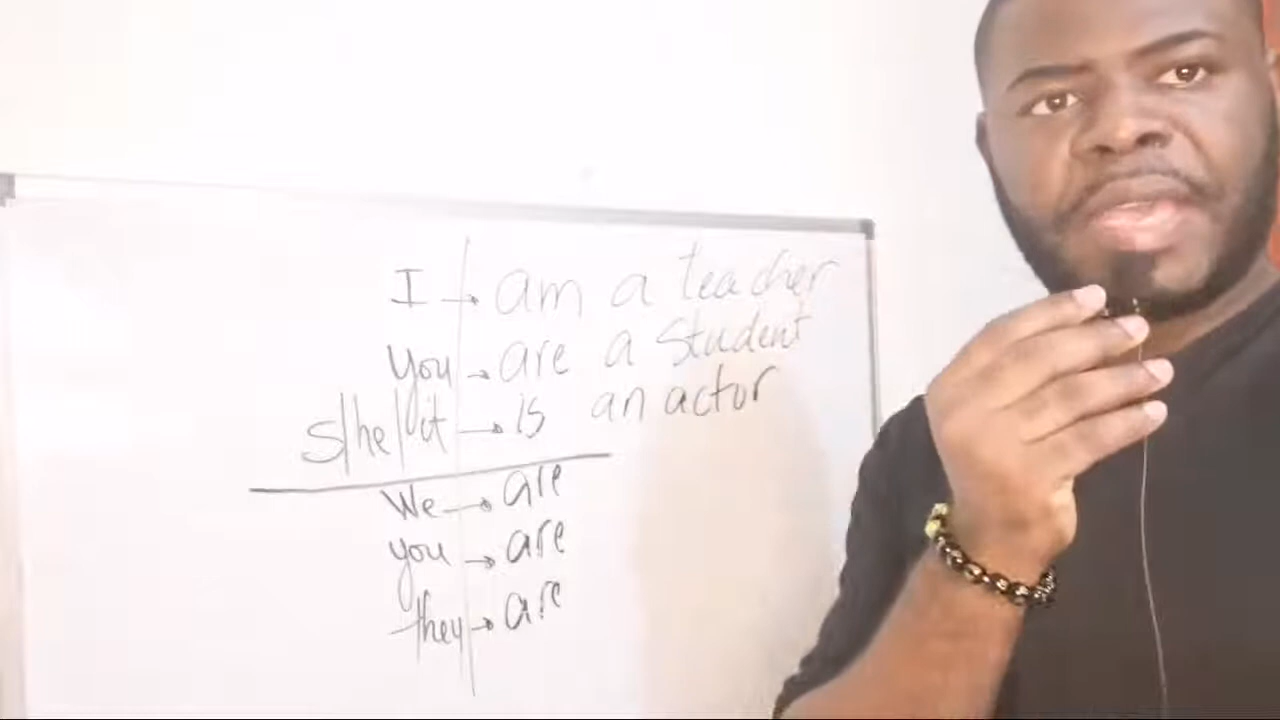 I → am a teacher
you → are a student
s/he/it → is an actor
We → are
you → are
they → are